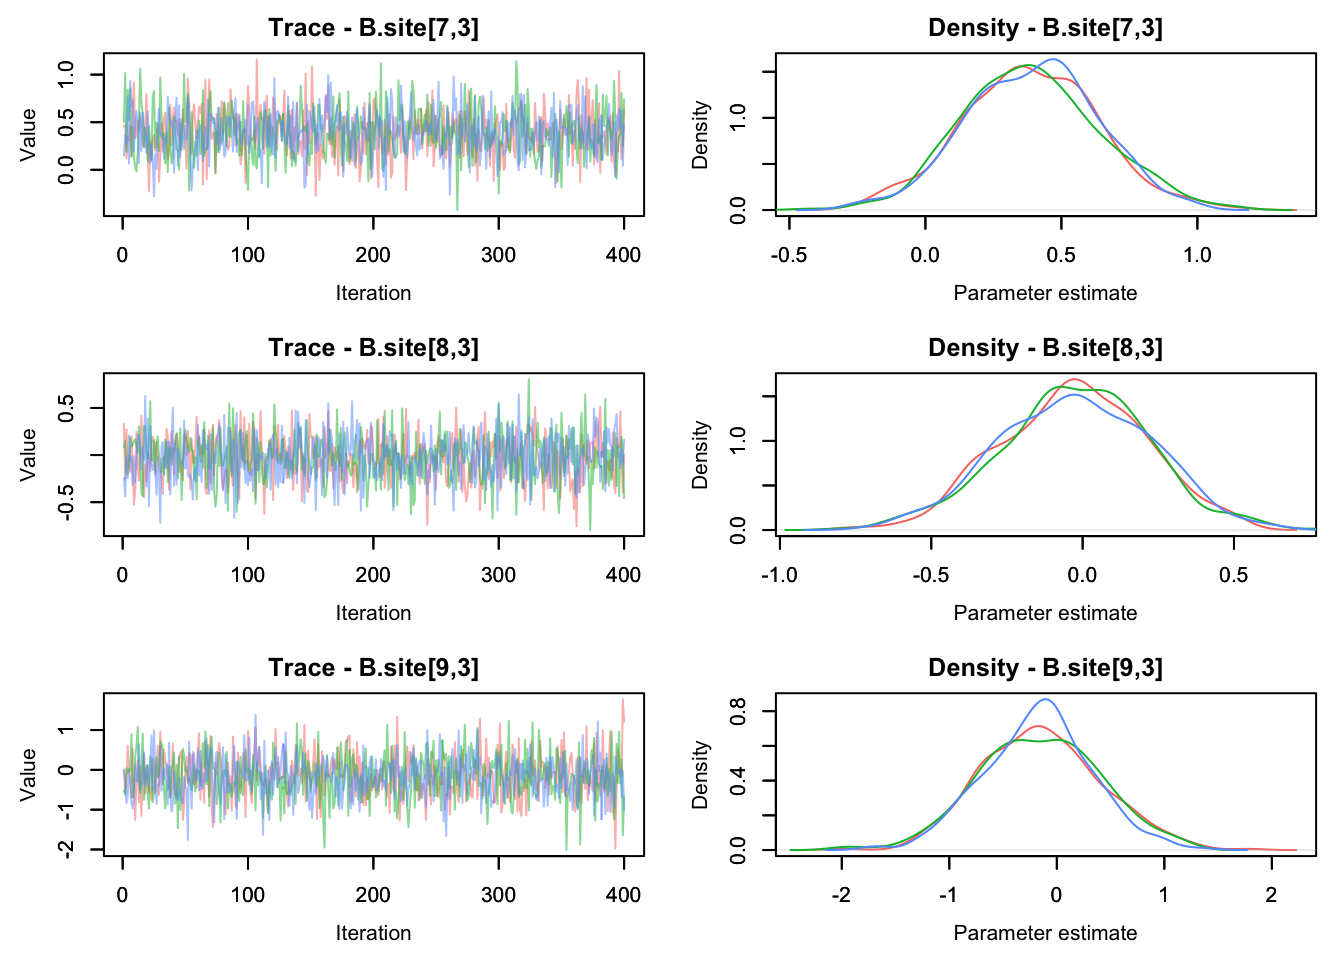 Trace - B.site[7,3]
Value
0.0 0.5 1.0
0 100 200 300 400
Iteration
Density - B.site[7,3]
Density
0.0 1.0
-0.5 0.0 0.5 1.0
Parameter estimate
Trace - B.site[8,3]
Value
-0.5 0.5
0 100 200 300 400
Iteration
Density - B.site[8,3]
Density
0.0 1.0
-1.0 -0.5 0.0 0.5
Parameter estimate
Trace - B.site[9,3]
Value
-2 -1 0 1
0 100 200 300 400
Iteration
Density - B.site[9,3]
Density
0.0 0.4 0.8
-2 -1 0 1 2
Parameter estimate